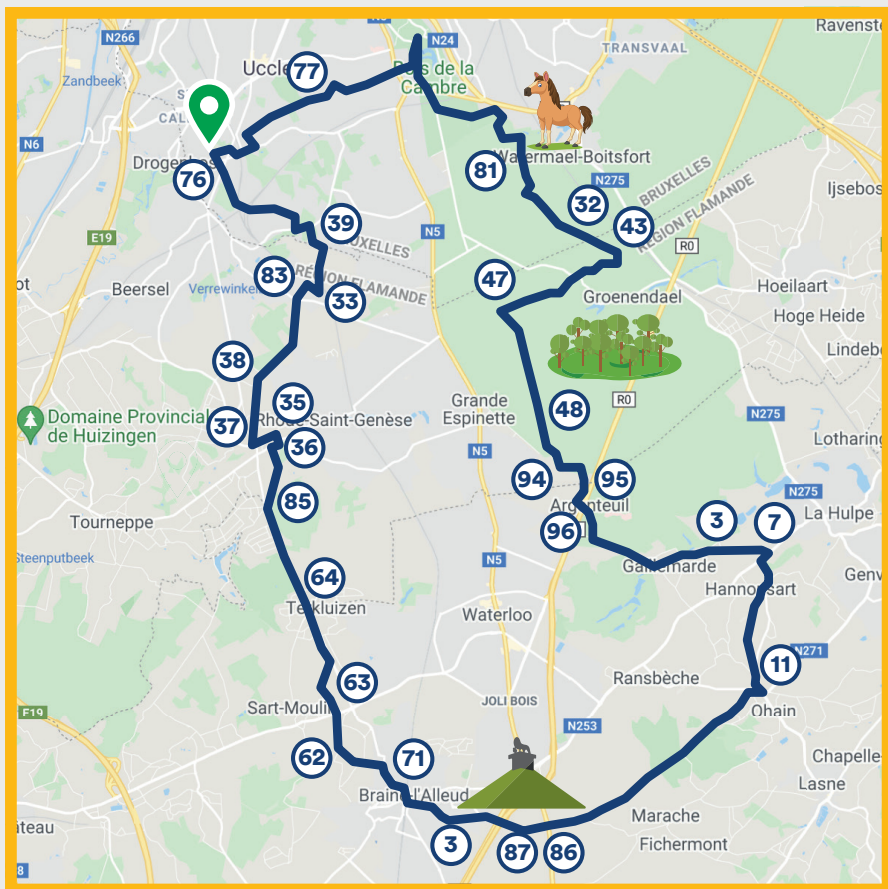 N266
N24
Ravenste
TRANSVAAL
Uccle
77
Bois de la
Cambre
Zandbeek
N6
76
Drogenbos
Watermael-Boitsfort
81
N275
BRUXELLES
RÉGION FLAMANDE
Ijsebos
32
43
39
N5
R0
E19
BRUXELLES
RÉGION FLAMANDE
83
33
47
Beersel
Verrewinkel
Groenendael
Hoeilaart
Hoge Heide
Lindebe
38
35
Grande
Espinette
48
R0
N275
Domaine Provincial
de Huizingen
37
Rhode-Saint-Genèse
36
N5
Lotharing
94
95
N275
85
Argenteuil
Tourneppe
96
3
7
La Hulpe
Steenputbeek
N5
Gaillemarde
Genv
64
Hannonsart
Terkluizen
Waterloo
N271
11
63
Ransbèche
JOLI BOIS
Sart-Moulin
Ohain
E19
N253
62
71
Chapelle
Lasne
Braine-l'Alleud
Marache
Fichermont
âteau
3
87
86
8